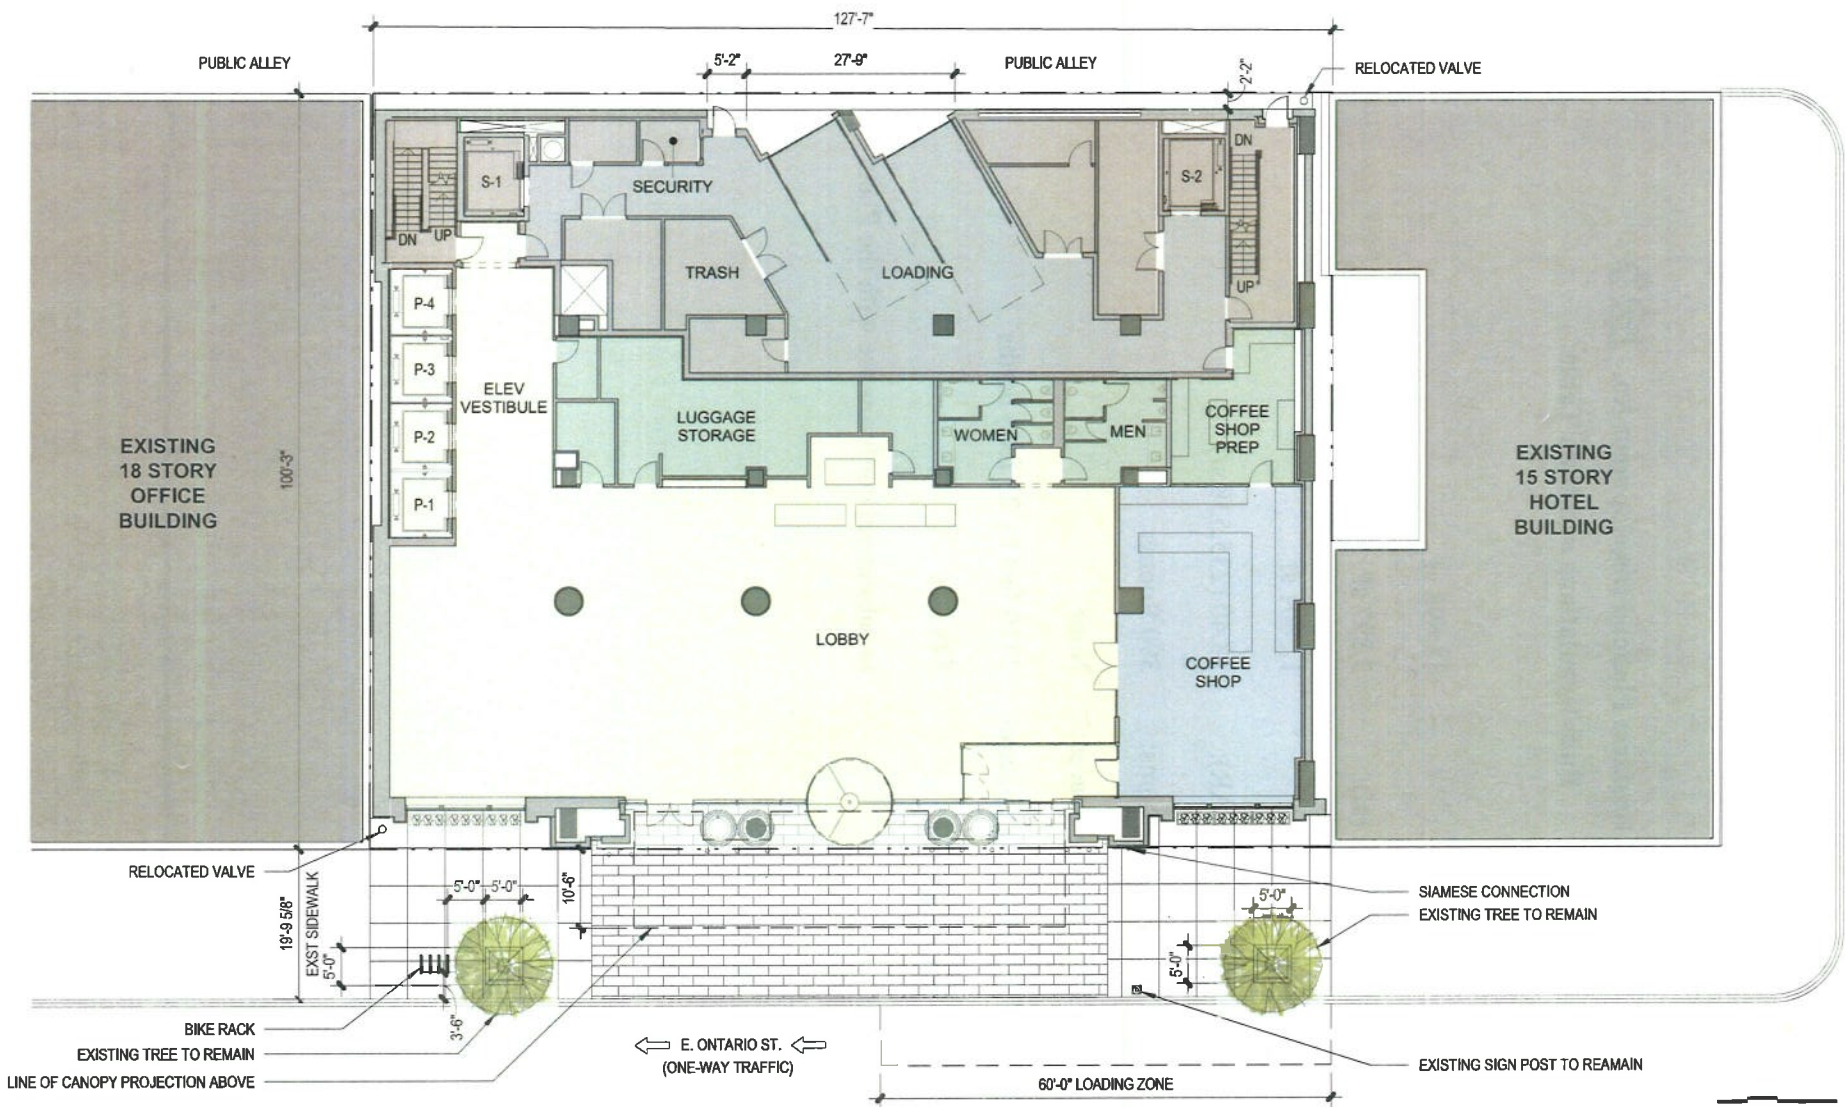 127'-7"
PUBLIC ALLEY
5'-2"
27'-9"
PUBLIC ALLEY
2'-2"
RELOCATED VALVE
S-1
SECURITY
S-2
DN
DN
UP
UP
TRASH
LOADING
P-4
P-3
P-2
P-1
ELEV
VESTIBULE
LUGGAGE
STORAGE
WOMEN
MEN
COFFEE
SHOP
PREP
EXISTING
18 STORY
OFFICE
BUILDING
100'-3"
EXISTING
15 STORY
HOTEL
BUILDING
LOBBY
COFFEE
SHOP
RELOCATED VALVE
19'-9 5/8"
EXST SIDEWALK
5'-0"
5'-0"
5'-0"
10'-6"
3'-6"
5'-0"
5'-0"
SIAMESE CONNECTION
EXISTING TREE TO REMAIN
BIKE RACK
EXISTING TREE TO REMAIN
LINE OF CANOPY PROJECTION ABOVE
E. ONTARIO ST.
(ONE-WAY TRAFFIC)
EXISTING SIGN POST TO REAMAIN
60'-0" LOADING ZONE